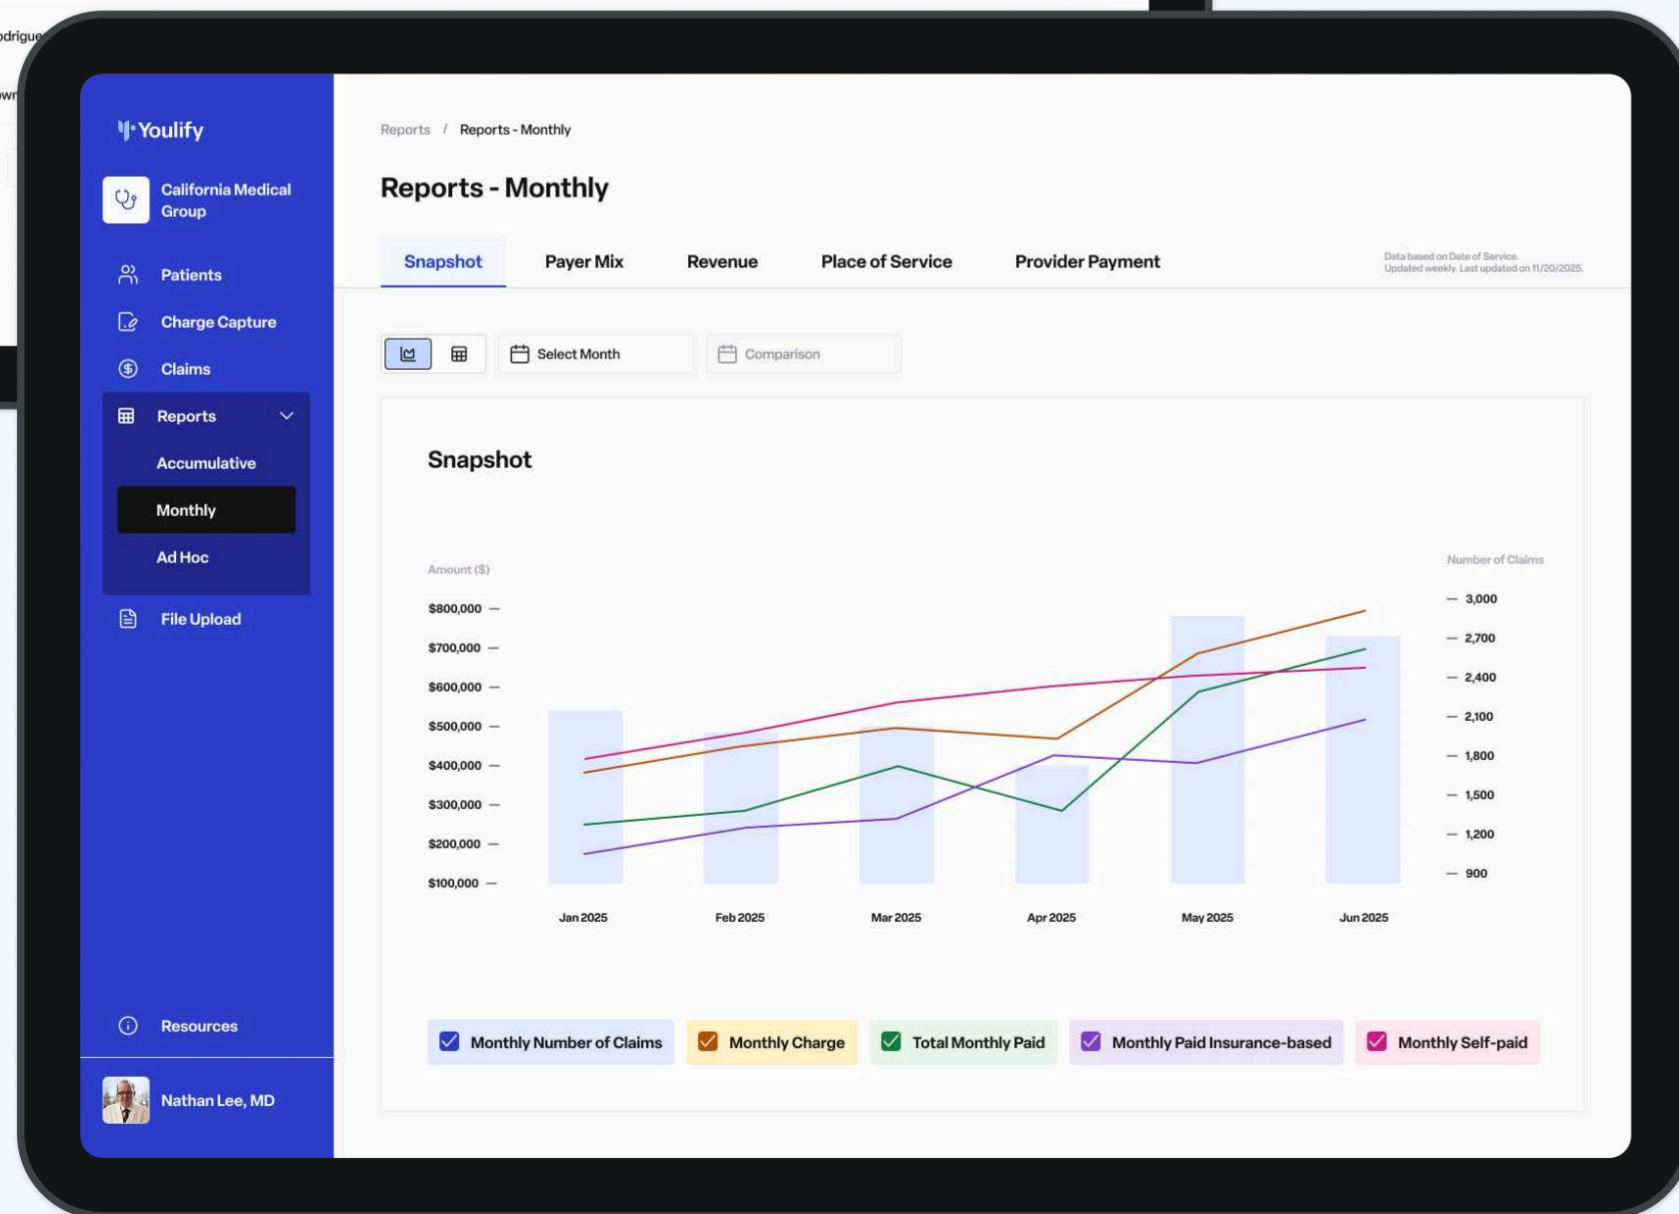 Youlify
California Medical
Group
Patients
Charge Capture
Claims
Reports
Accumulative
Monthly
Ad Hoc
File Upload
Resources
Nathan Lee, MD
Reports / Reports - Monthly
Reports - Monthly
Snapshot Payer Mix Revenue Place of Service Provider Payment
Data based on Date of Service.
Updated weekly. Last updated on 11/20/2025.
Select Month Comparison
Snapshot
Amount ($)
$800,000
$700,000
$600,000
$500,000
$400,000
$300,000
$200,000
$100,000
Number of Claims
3,000
2,700
2,400
2,100
1,800
1,500
1,200
900
Jan 2025 Feb 2025 Mar 2025 Apr 2025 May 2025 Jun 2025
Monthly Number of Claims Monthly Charge Total Monthly Paid Monthly Paid Insurance-based Monthly Self-paid